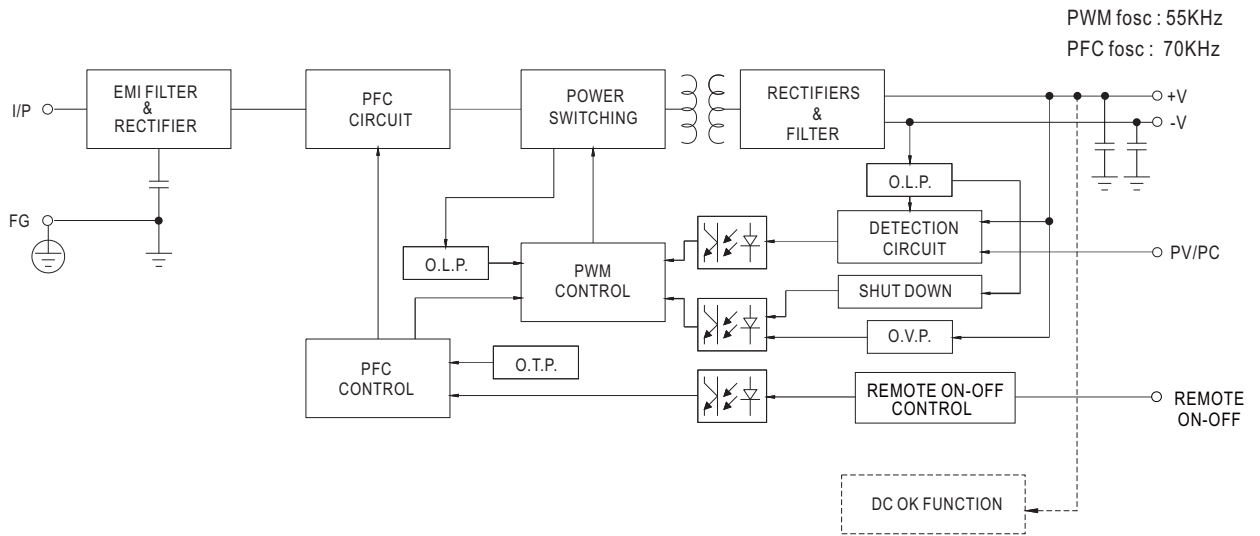 PWM fosc : 55KHz
PFC fosc : 70KHz
I/P
EMI FILTER
&
RECTIFIER
PFC
CIRCUIT
POWER
SWITCHING
RECTIFIERS
&
FILTER
+V
-V
FG
O.L.P.
DETECTION
CIRCUIT
PV/PC
O.L.P.
PWM
CONTROL
SHUT DOWN
O.V.P.
PFC
CONTROL
O.T.P.
REMOTE ON-OFF
CONTROL
REMOTE
ON-OFF
DC OK FUNCTION